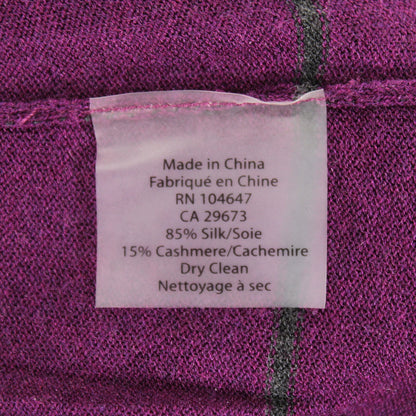 Made in China
Fabriqué en Chine
RN 104647
CA 29673
85% Silk/Soie
15% Cashmere/Cachemire
Dry Clean
Nettoyage à sec